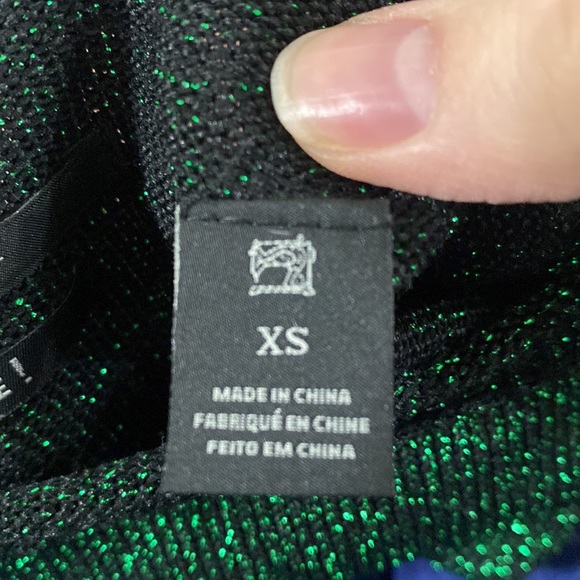 XS
MADE IN CHINA
FABRIQUÉ EN CHINE
FEITO EM CHINA
E !